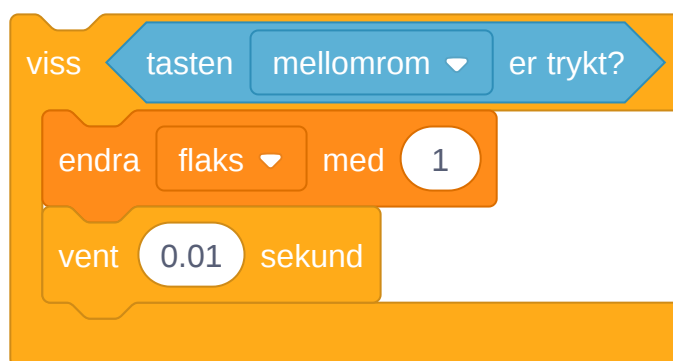 viss tasten mellomrom er trykt?
endra flaks med 1
vent 0.01 sekund